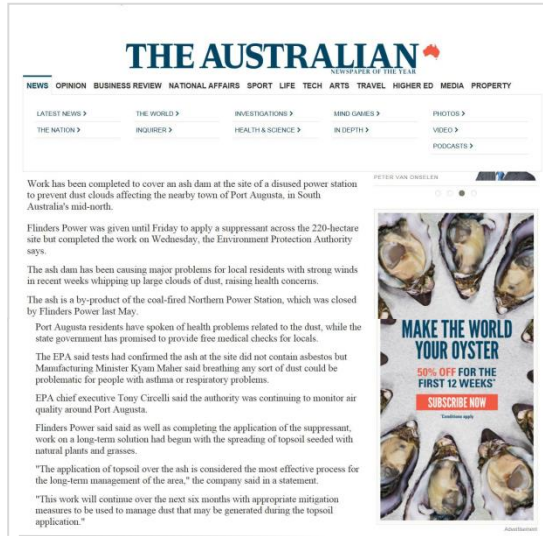 THE AUSTRALIAN
NEWSPAPER OF THE YEAR
NEWS OPINION BUSINESS REVIEW NATIONAL AFFAIRS SPORT LIFE TECH ARTS TRAVEL HIGHER ED MEDIA PROPERTY
LATEST NEWS > THE WORLD > INVESTIGATIONS > MIND GAMES > PHOTOS >
THE NATION > INQUIRER > HEALTH & SCIENCE > IN DEPTH > VIDEO >
PODCASTS >
PETER VAN ONSELEN
Work has been completed to cover an ash dam at the site of a disused power station
to prevent dust clouds affecting the nearby town of Port Augusta, in South
Australia's mid-north.
Flinders Power was given until Friday to apply a suppressant across the 220-hectare
site but completed the work on Wednesday, the Environment Protection Authority
says.
The ash dam has been causing major problems for local residents with strong winds
in recent weeks whipping up large clouds of dust, raising health concerns.
The ash is a by-product of the coal-fired Northern Power Station, which was closed
by Flinders Power last May.
Port Augusta residents have spoken of health problems related to the dust, while the
state government has promised to provide free medical checks for locals.
The EPA said tests had confirmed the ash at the site did not contain asbestos but
Manufacturing Minister Kyam Maher said breathing any sort of dust could be
problematic for people with asthma or respiratory problems.
EPA chief executive Tony Circelli said the authority was continuing to monitor air
quality around Port Augusta.
Flinders Power said said as well as completing the application of the suppressant,
work on a long-term solution had begun with the spreading of topsoil seeded with
natural plants and grasses.
"The application of topsoil over the ash is considered the most effective process for
the long-term management of the area," the company said in a statement.
"This work will continue over the next six months with appropriate mitigation
measures to be used to manage dust that may be generated during the topsoil
application."
MAKE THE WORLD
YOUR OYSTER
50% OFF FOR THE
FIRST 12 WEEKS*
SUBSCRIBE NOW
*Conditions apply
Advertisement